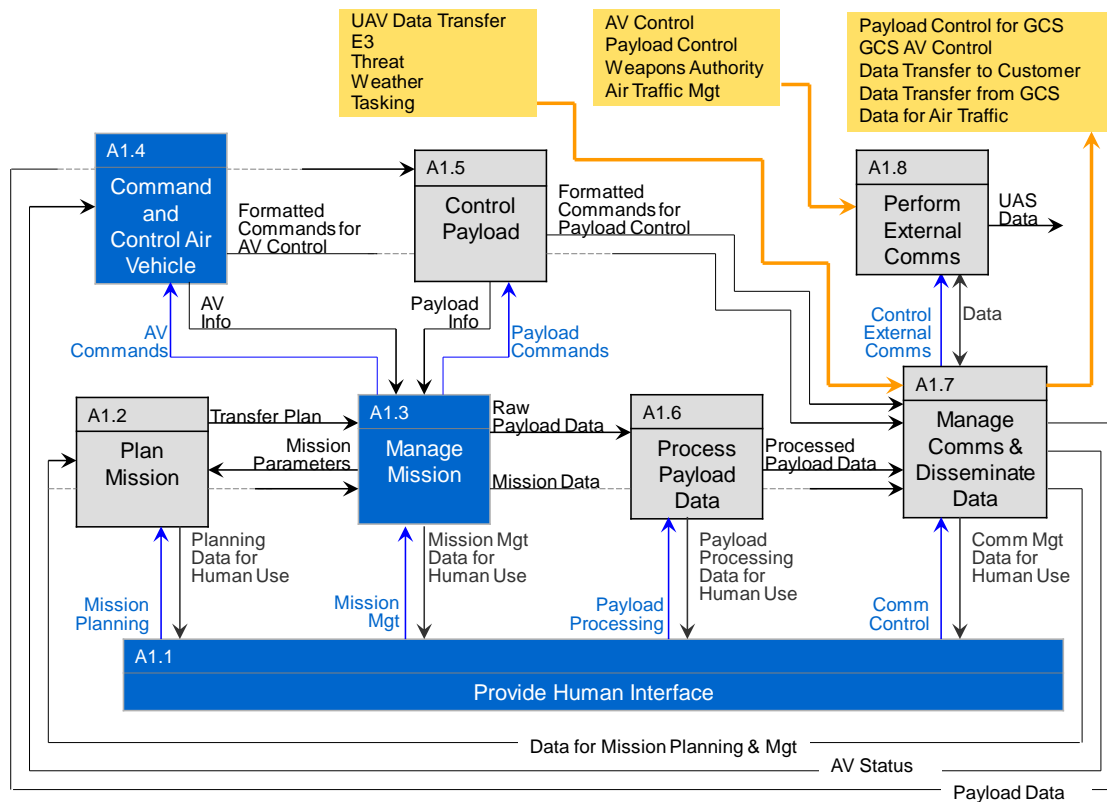 UAV Data Transfer
E3
Threat
Weather
Tasking
AV Control
Payload Control
Weapons Authority
Air Traffic Mgt
Payload Control for GCS
GCS AV Control
Data Transfer to Customer
Data Transfer from GCS
Data for Air Traffic
A1.4
Command
and
Control Air
Vehicle
Formatted
Commands for
AV Control
A1.5
Control
Payload
Formatted
Commands for
Payload Control
A1.8
Perform
External
Comms
UAS
Data
AV
Info
AV
Commands
Payload
Info
Payload
Commands
Control
External
Comms
Data
A1.2
Plan
Mission
Transfer Plan
Mission
Parameters
A1.3
Manage
Mission
Raw
Payload Data
Mission Data
A1.6
Process
Payload
Data
Processed
Payload Data
A1.7
Manage
Comms &
Disseminate
Data
Planning
Data for
Human Use
Mission
Planning
Mission Mgt
Data for
Human Use
Mission
Mgt
Payload
Processing
Data for
Human Use
Payload
Processing
Comm Mgt
Data for
Human Use
Comm
Control
A1.1
Provide Human Interface
Data for Mission Planning & Mgt
AV Status
Payload Data